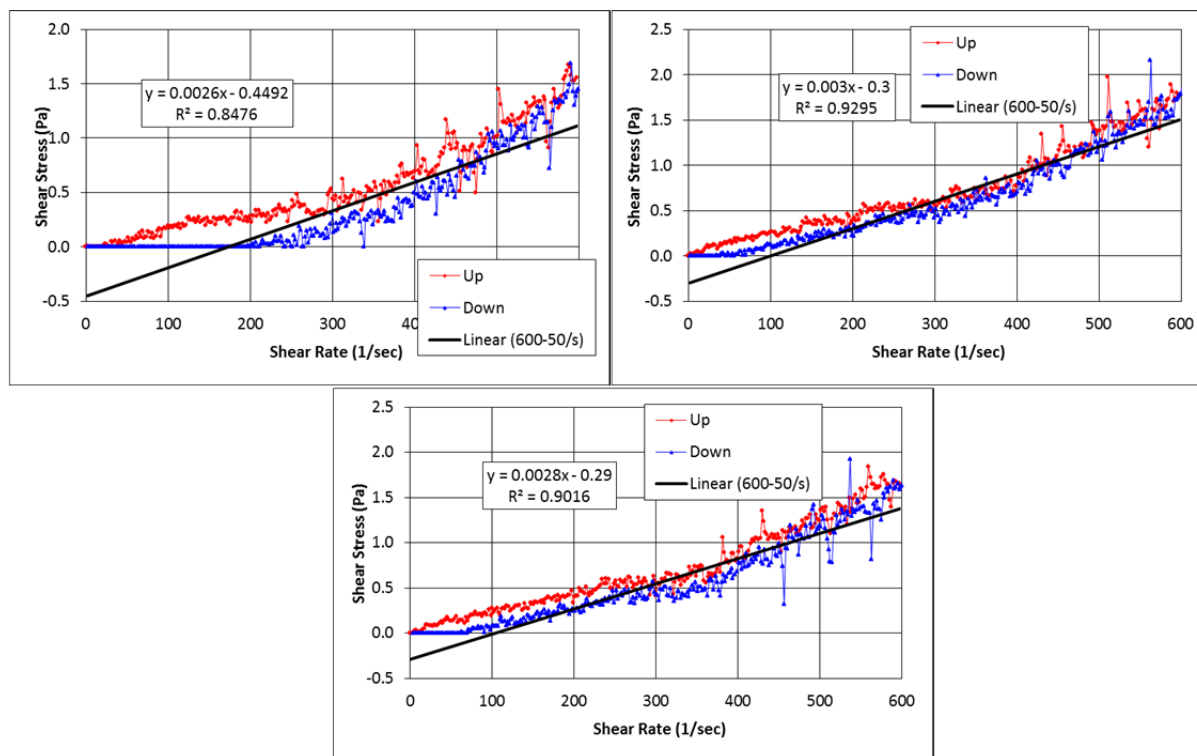 2.0
1.5
1.0
0.5
0.0
-0.5
Shear Stress (Pa)
y = 0.0026x - 0.4492
R² = 0.8476
Up
Down
Linear (600-50/s)
0 100 200 300 40
Shear Rate (1/sec)
2.5
2.0
1.5
1.0
0.5
0.0
-0.5
Shear Stress (Pa)
y = 0.003x - 0.3
R² = 0.9295
Up
Down
Linear (600-50/s)
0 100 200 300 400 500 600
Shear Rate (1/sec)
2.5
2.0
1.5
1.0
0.5
0.0
-0.5
Shear Stress (Pa)
y = 0.0028x - 0.29
R² = 0.9016
Up
Down
Linear (600-50/s)
0 100 200 300 400 500 600
Shear Rate (1/sec)